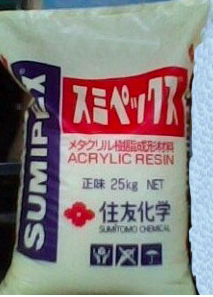 SUMIPEX
スミペックス
メタクリル樹脂成形材料
ACRYLIC RESIN
正味 25kg NET
住友化学
SUMITOMO CHEMICAL